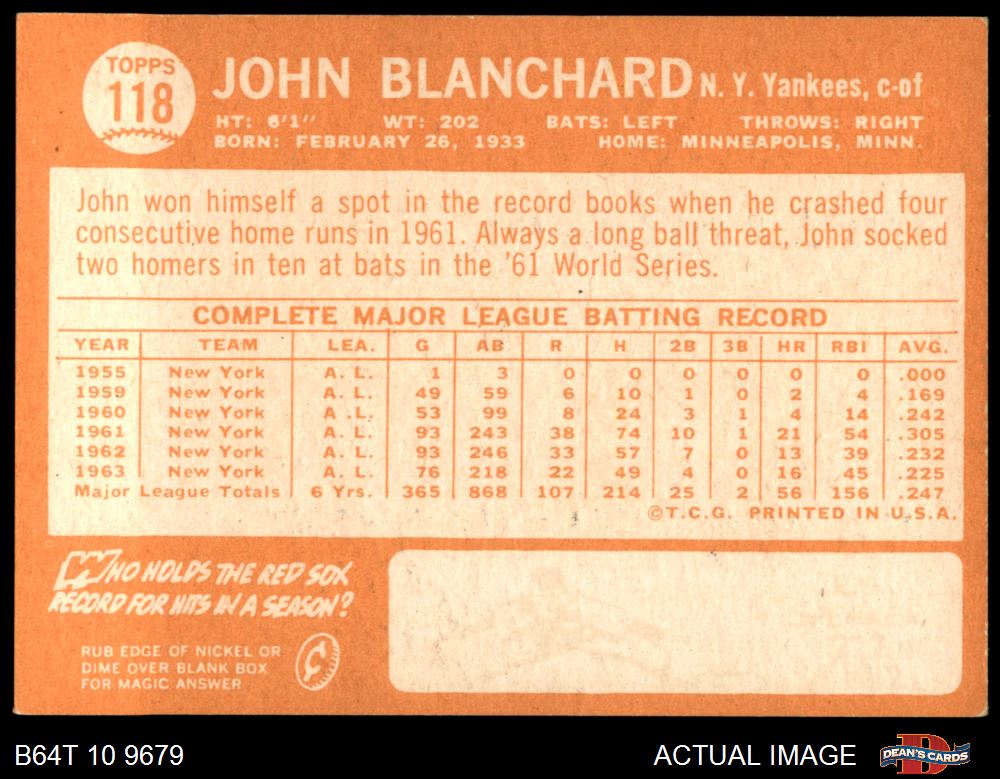 TOPPS
118
JOHN BLANCHARD N. Y. Yankees, c-of
HT: 6'1" WT: 202 BATS: LEFT THROWS: RIGHT
BORN: FEBRUARY 26, 1933 HOME: MINNEAPOLIS, MINN.
John won himself a spot in the record books when he crashed four
consecutive home runs in 1961. Always a long ball threat, John socked
two homers in ten at bats in the '61 World Series.
COMPLETE MAJOR LEAGUE BATTING RECORD
YEAR TEAM LEA. G AB R H 2B 3B HR RBI AVG.
1955 New York A. L. 1 3 0 0 0 0 0 0 .000
1959 New York A. L. 49 59 6 10 1 0 2 4 .169
1960 New York A .L. 53 99 8 24 3 1 4 14 .242
1961 New York A. L. 93 243 38 74 10 1 21 54 .305
1962 New York A. L. 93 246 33 57 7 0 13 39 .232
1963 New York A. L. 76 218 22 49 4 0 16 45 .225
Major League Totals 6 Yrs. 365 868 107 214 25 2 56 156 .247
©T.C.G. PRINTED IN U.S.A.
WHO HOLDS THE RED SOX
RECORD FOR HITS IN A SEASON?
RUB EDGE OF NICKEL OR
DIME OVER BLANK BOX
FOR MAGIC ANSWER
B64T 10 9679 ACTUAL IMAGE DEAN'S CARDS